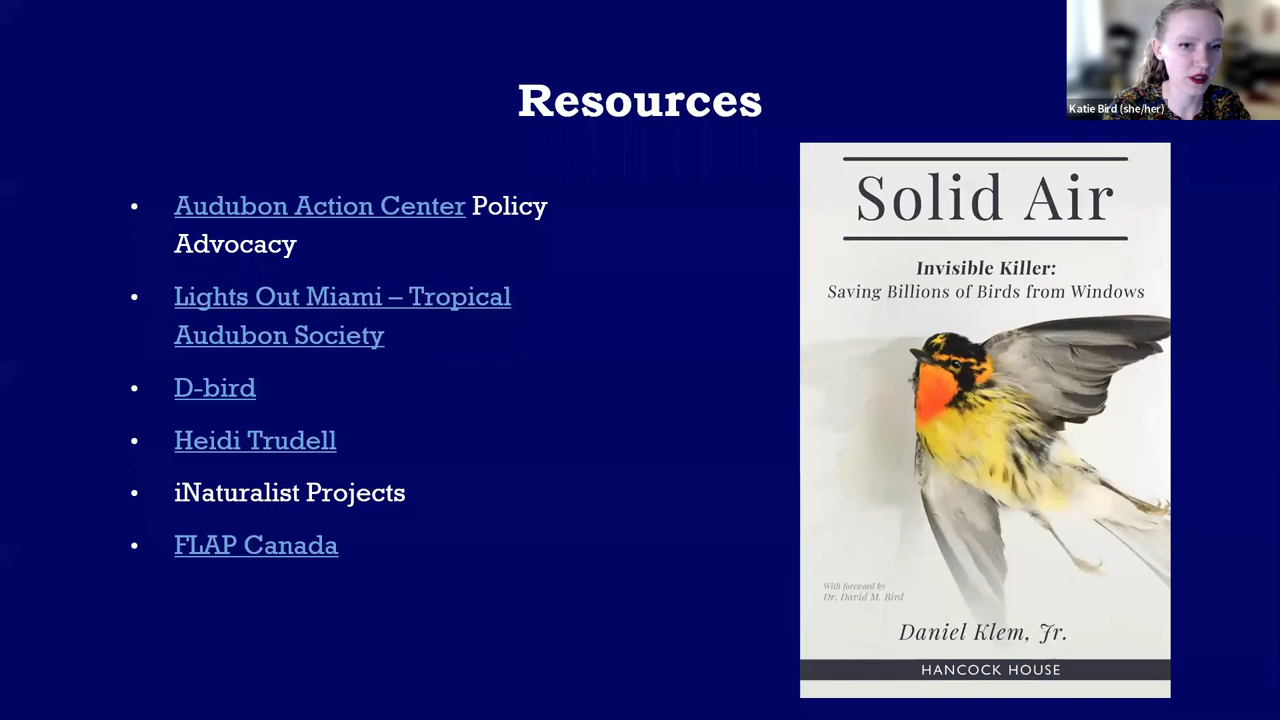 Resources
Katie Bird (she/her)
• Audubon Action Center Policy
Advocacy
• Lights Out Miami – Tropical
Audubon Society
• D-bird
• Heidi Trudell
• iNaturalist Projects
• FLAP Canada
Solid Air
Invisible Killer:
Saving Billions of Birds from Windows
With foreword by
Dr. David M. Bird
Daniel Klem, Jr.
HANCOCK HOUSE